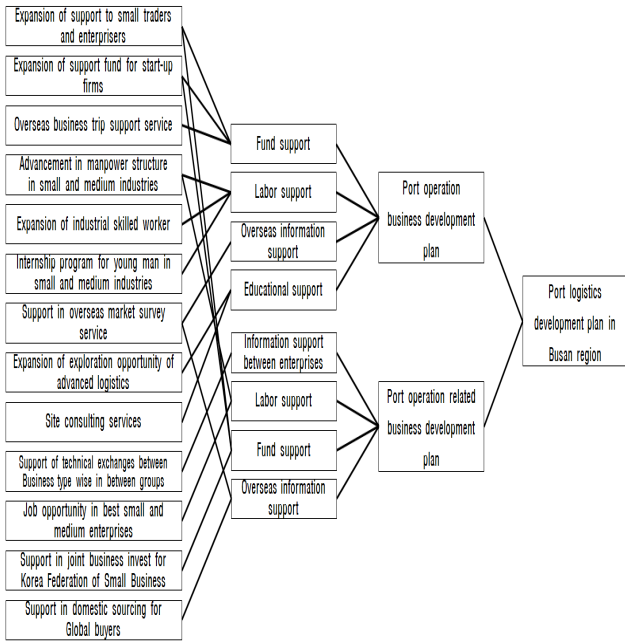 Expansion of support to small traders
and enterprisers
Expansion of support fund for start-up
firms
Overseas business trip support service
Advancement in manpower structure
in small and medium industries
Expansion of industrial skilled worker
Internship program for young man in
small and medium industries
Support in overseas market survey
service
Expansion of exploration opportunity of
advanced logistics
Site consulting services
Support of technical exchanges between
Business type wise in between groups
Job opportunity in best small and
medium enterprises
Support in joint business invest for
Korea Federation of Small Business
Support in domestic sourcing for
Global buyers
Fund support
Labor support
Overseas information
support
Educational support
Information support
between enterprises
Labor support
Fund support
Overseas information
support
Port operation
business development
plan
Port operation related
business development
plan
Port logistics
development plan in
Busan region